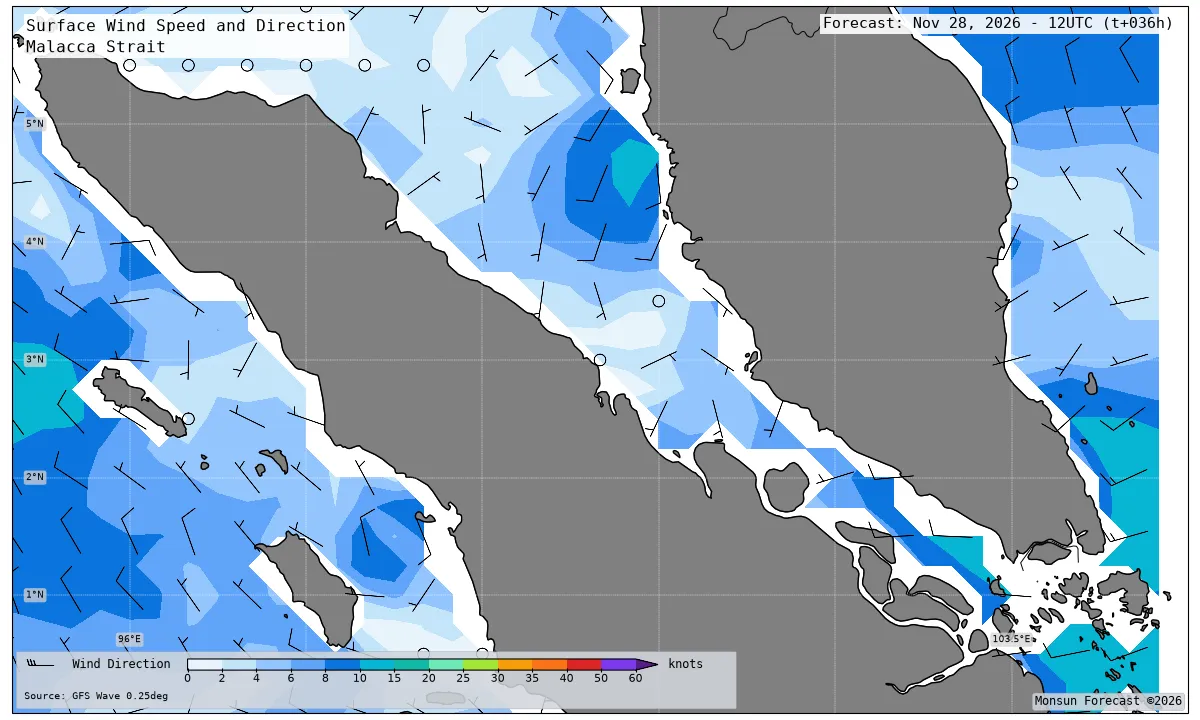 Surface Wind Speed and Direction
Malacca Strait
Forecast: Nov 28, 2026 - 12UTC (t+036h)
5°N
4°N
3°N
2°N
1°N
96°E
103.5°E
Wind Direction
0 2 4 6 8 10 12 15 20 25 30 35 40 50 60
knots
Source: GFS Wave 0.25deg
Monsun Forecast ©2026